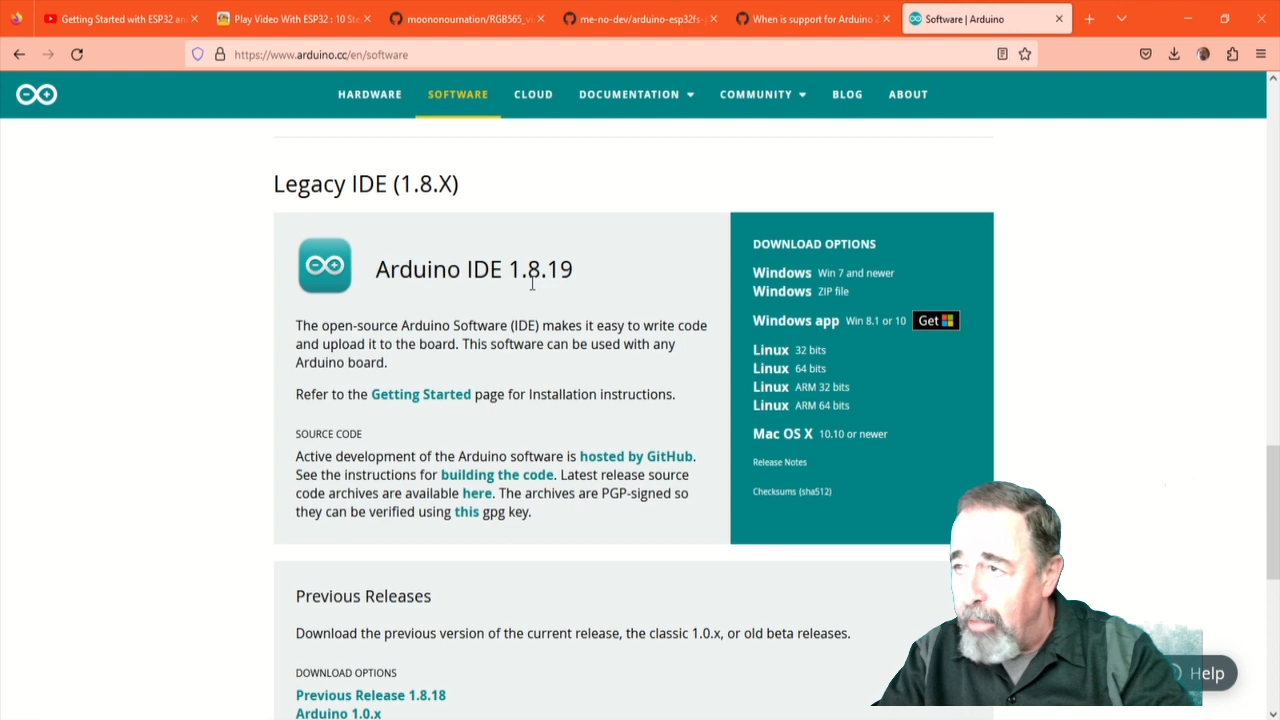 Getting Started with ESP32 an
Play Video With ESP32 : 10 Ste
moononournation/RGB565_vi
me-no-dev/arduino-esp32fs-p
When is support for Arduino 2
Software | Arduino
https://www.arduino.cc/en/software
HARDWARE
SOFTWARE
CLOUD
DOCUMENTATION
COMMUNITY
BLOG
ABOUT
Legacy IDE (1.8.X)
Arduino IDE 1.8.19
The open-source Arduino Software (IDE) makes it easy to write code
and upload it to the board. This software can be used with any
Arduino board.
Refer to the Getting Started page for Installation instructions.
SOURCE CODE
Active development of the Arduino software is hosted by GitHub.
See the instructions for building the code. Latest release source
code archives are available here. The archives are PGP-signed so
they can be verified using this gpg key.
DOWNLOAD OPTIONS
Windows Win 7 and newer
Windows ZIP file
Windows app Win 8.1 or 10 Get
Linux 32 bits
Linux 64 bits
Linux ARM 32 bits
Linux ARM 64 bits
Mac OS X 10.10 or newer
Release Notes
Checksums (sha512)
Previous Releases
Download the previous version of the current release, the classic 1.0.x, or old beta releases.
DOWNLOAD OPTIONS
Previous Release 1.8.18
Arduino 1.0.x
Help